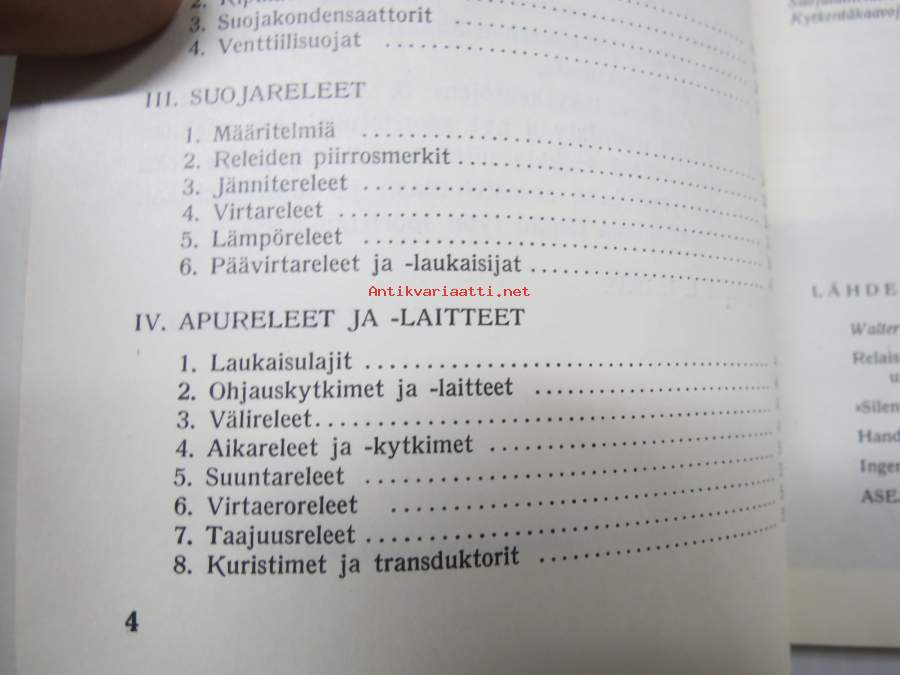 3. Suojakondensaattorit
4. Venttiilisuojat
III. SUOJARELEET
1. Määritelmiä
2. Releiden piirrosmerkit
3. Jännitereleet
4. Virtareleet
5. Lämpöreleet
6. Päävirtareleet ja -laukaisijat
Antikvariaatti.net
IV. APURELEET JA -LAITTEET
1. Laukaisulajit
2. Ohjauskytkimet ja -laitteet
3. Välireleet
4. Aikareleet ja -kytkimet
5. Suuntareleet
6. Virtaeroreleet
7. Taajuusreleet
8. Kuristimet ja transduktorit
4
LÄHDE
Walter
Relais
u
»Silen
Hand
Inger
ASE